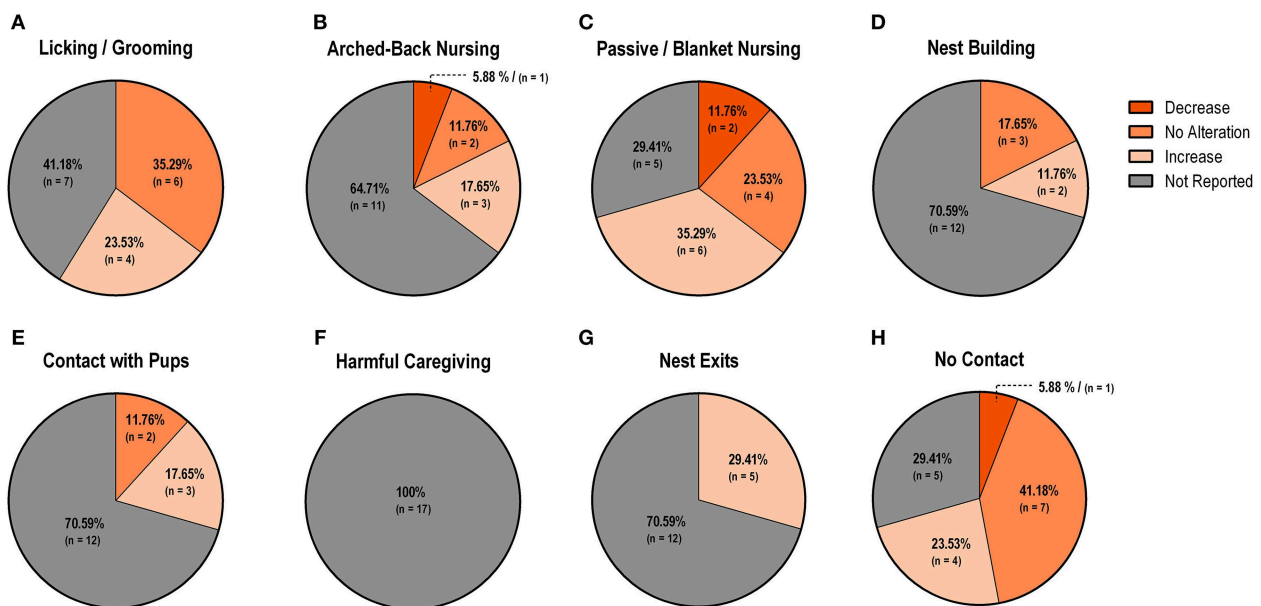 A
Licking / Grooming
41.18%
(n = 7)
35.29%
(n = 6)
23.53%
(n = 4)
B
Arched-Back Nursing
5.88 % / (n = 1)
11.76%
(n = 2)
17.65%
(n = 3)
64.71%
(n = 11)
C
Passive / Blanket Nursing
11.76%
(n = 2)
29.41%
(n = 5)
23.53%
(n = 4)
35.29%
(n = 6)
D
Nest Building
17.65%
(n = 3)
11.76%
(n = 2)
70.59%
(n = 12)
Decrease
No Alteration
Increase
Not Reported
E
Contact with Pups
11.76%
(n = 2)
17.65%
(n = 3)
70.59%
(n = 12)
F
Harmful Caregiving
100%
(n = 17)
G
Nest Exits
29.41%
(n = 5)
70.59%
(n = 12)
H
No Contact
5.88 % / (n = 1)
29.41%
(n = 5)
41.18%
(n = 7)
23.53%
(n = 4)